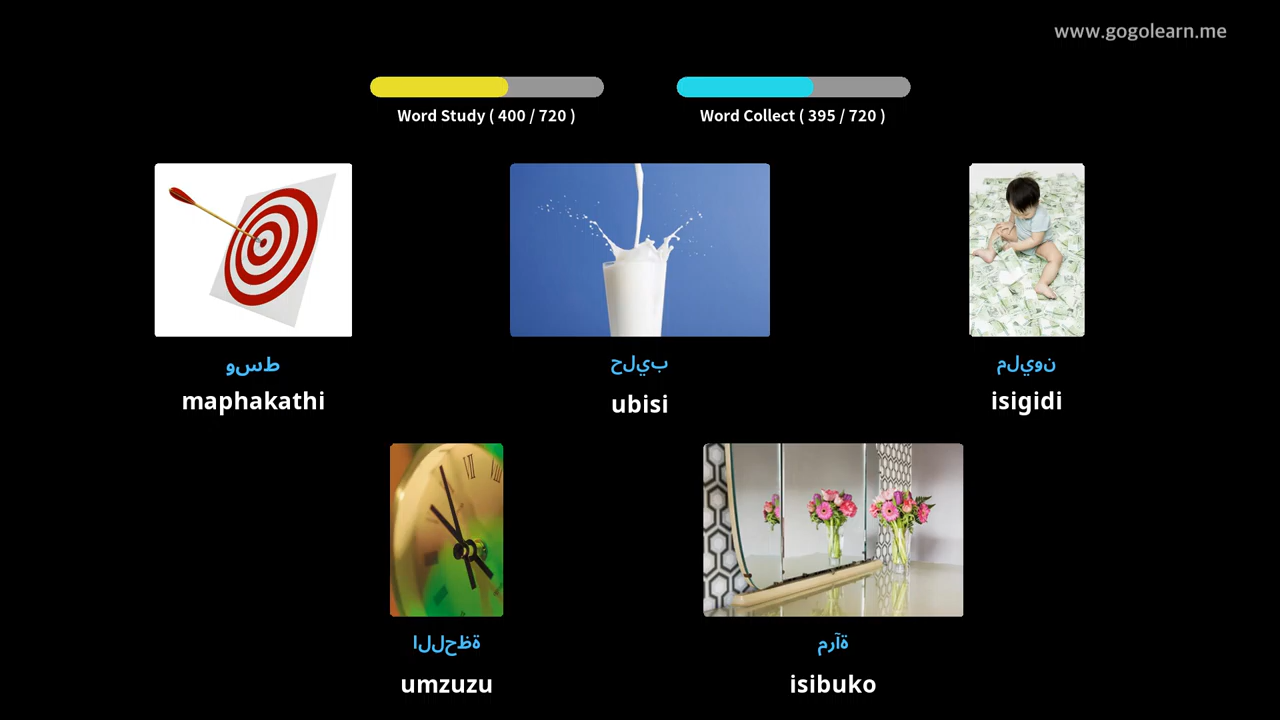 www.gogolearn.me
Word Study ( 400 / 720 )
Word Collect ( 395 / 720 )
وسط
حليب
مليون
maphakathi
ubisi
isigidi
اللحظة
مرآة
umzuzu
isibuko